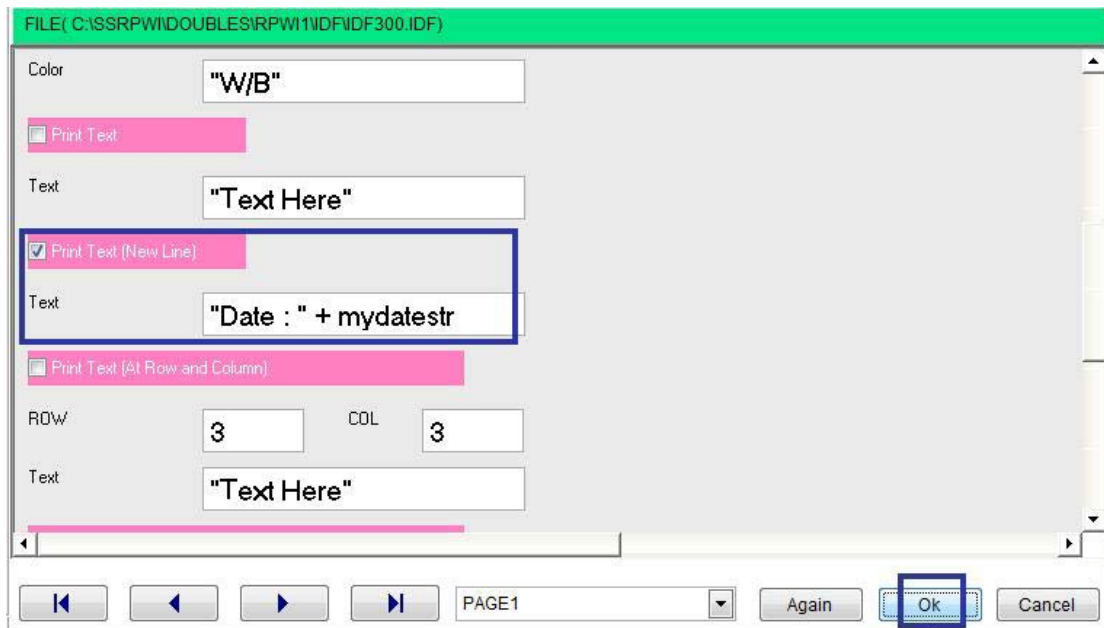 FILE( C:\SSRPWI\DOUBLES\RPWI1\IDF\IDF300.IDF)
Color "W/B"
Print Text
Text "Text Here"
Print Text (New Line)
Text "Date : " + mydatestr
Print Text (At Row and Column)
ROW 3 COL 3
Text "Text Here"
PAGE1 Again Ok Cancel